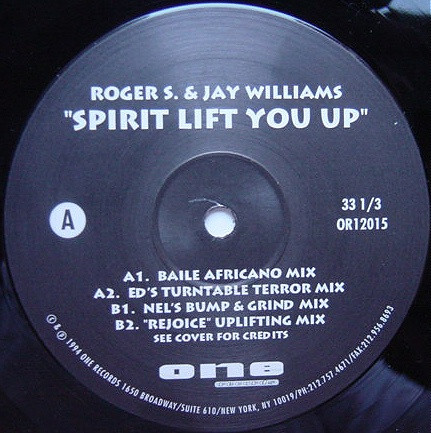 ROGER S. & JAY WILLIAMS
"SPIRIT LIFT YOU UP"
A
33 1/3
OR12015
A1. BAILE AFRICANO MIX
A2. ED'S TURNTABLE TERROR MIX
B1. NEL'S BUMP & GRIND MIX
B2. "REJOICE" UPLIFTING MIX
SEE COVER FOR CREDITS
one
© & ℗ 1994 ONE RECORDS 1650 BROADWAY/SUITE 610/NEW YORK, NY 10019/PH:212.757.4671/FAX:212.956.8693